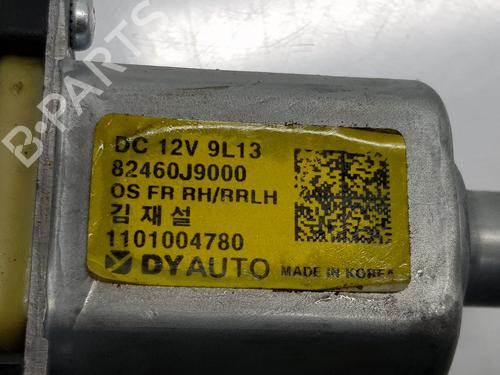 DC 12V 9L13
82460J9000
OS FR RH/RRLH
김재설
1101004780
DYAUTO MADE IN KOREA
B-PARTS